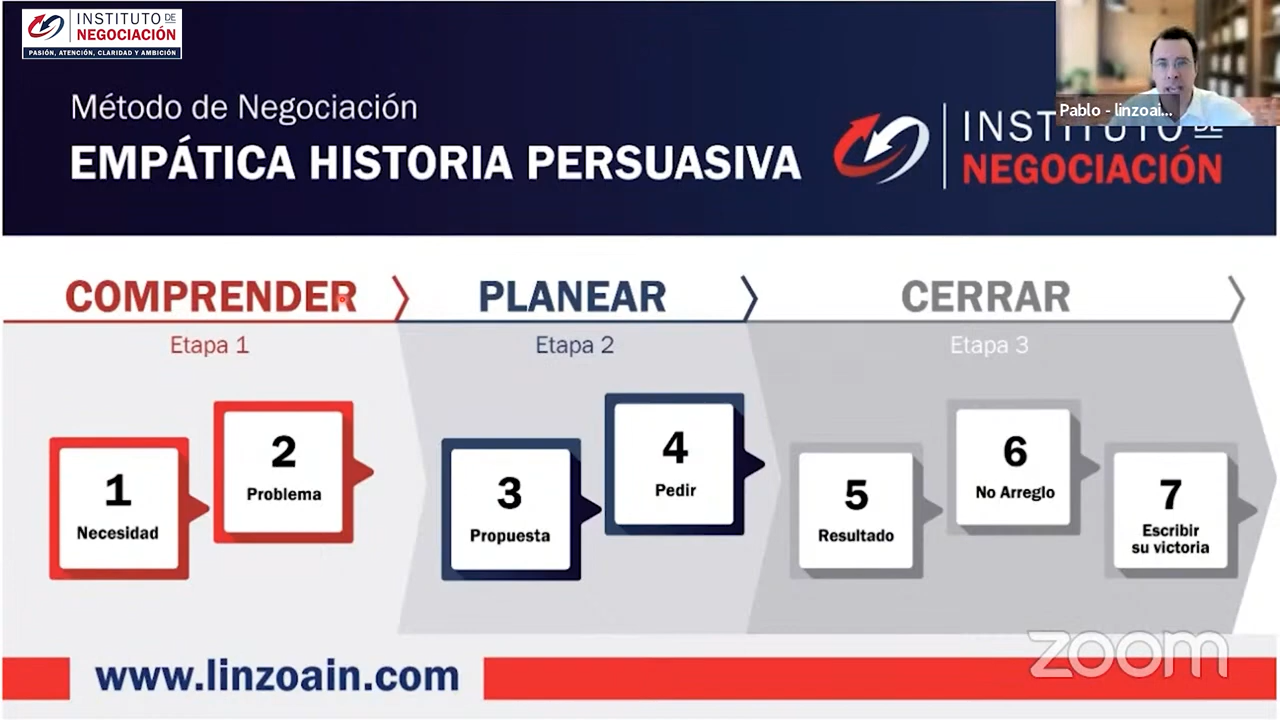 INSTITUTO DE
NEGOCIACIÓN
PASIÓN, ATENCIÓN, CLARIDAD Y AMBICIÓN
Método de Negociación
EMPÁTICA HISTORIA PERSUASIVA
INSTITUTO DE
NEGOCIACIÓN
Pablo - linzoai...
COMPRENDER
Etapa 1
PLANEAR
Etapa 2
CERRAR
Etapa 3
1
Necesidad
2
Problema
3
Propuesta
4
Pedir
5
Resultado
6
No Arreglo
7
Escribir
su victoria
zoom
www.linzoain.com